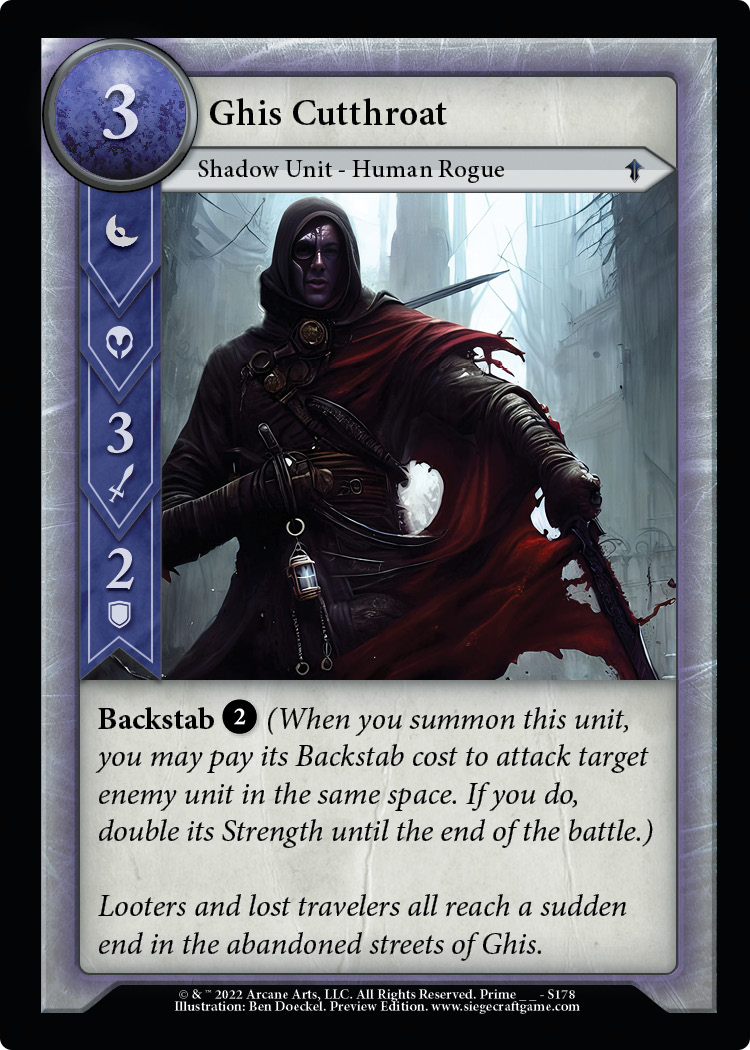 3
Ghis Cutthroat
Shadow Unit - Human Rogue
3
2
Backstab 2 (When you summon this unit,
you may pay its Backstab cost to attack target
enemy unit in the same space. If you do,
double its Strength until the end of the battle.)
Looters and lost travelers all reach a sudden
end in the abandoned streets of Ghis.
© & ™ 2022 Arcane Arts, LLC. All Rights Reserved. Prime _ _ - S178
Illustration: Ben Doeckel. Preview Edition. www.siegecraftgame.com